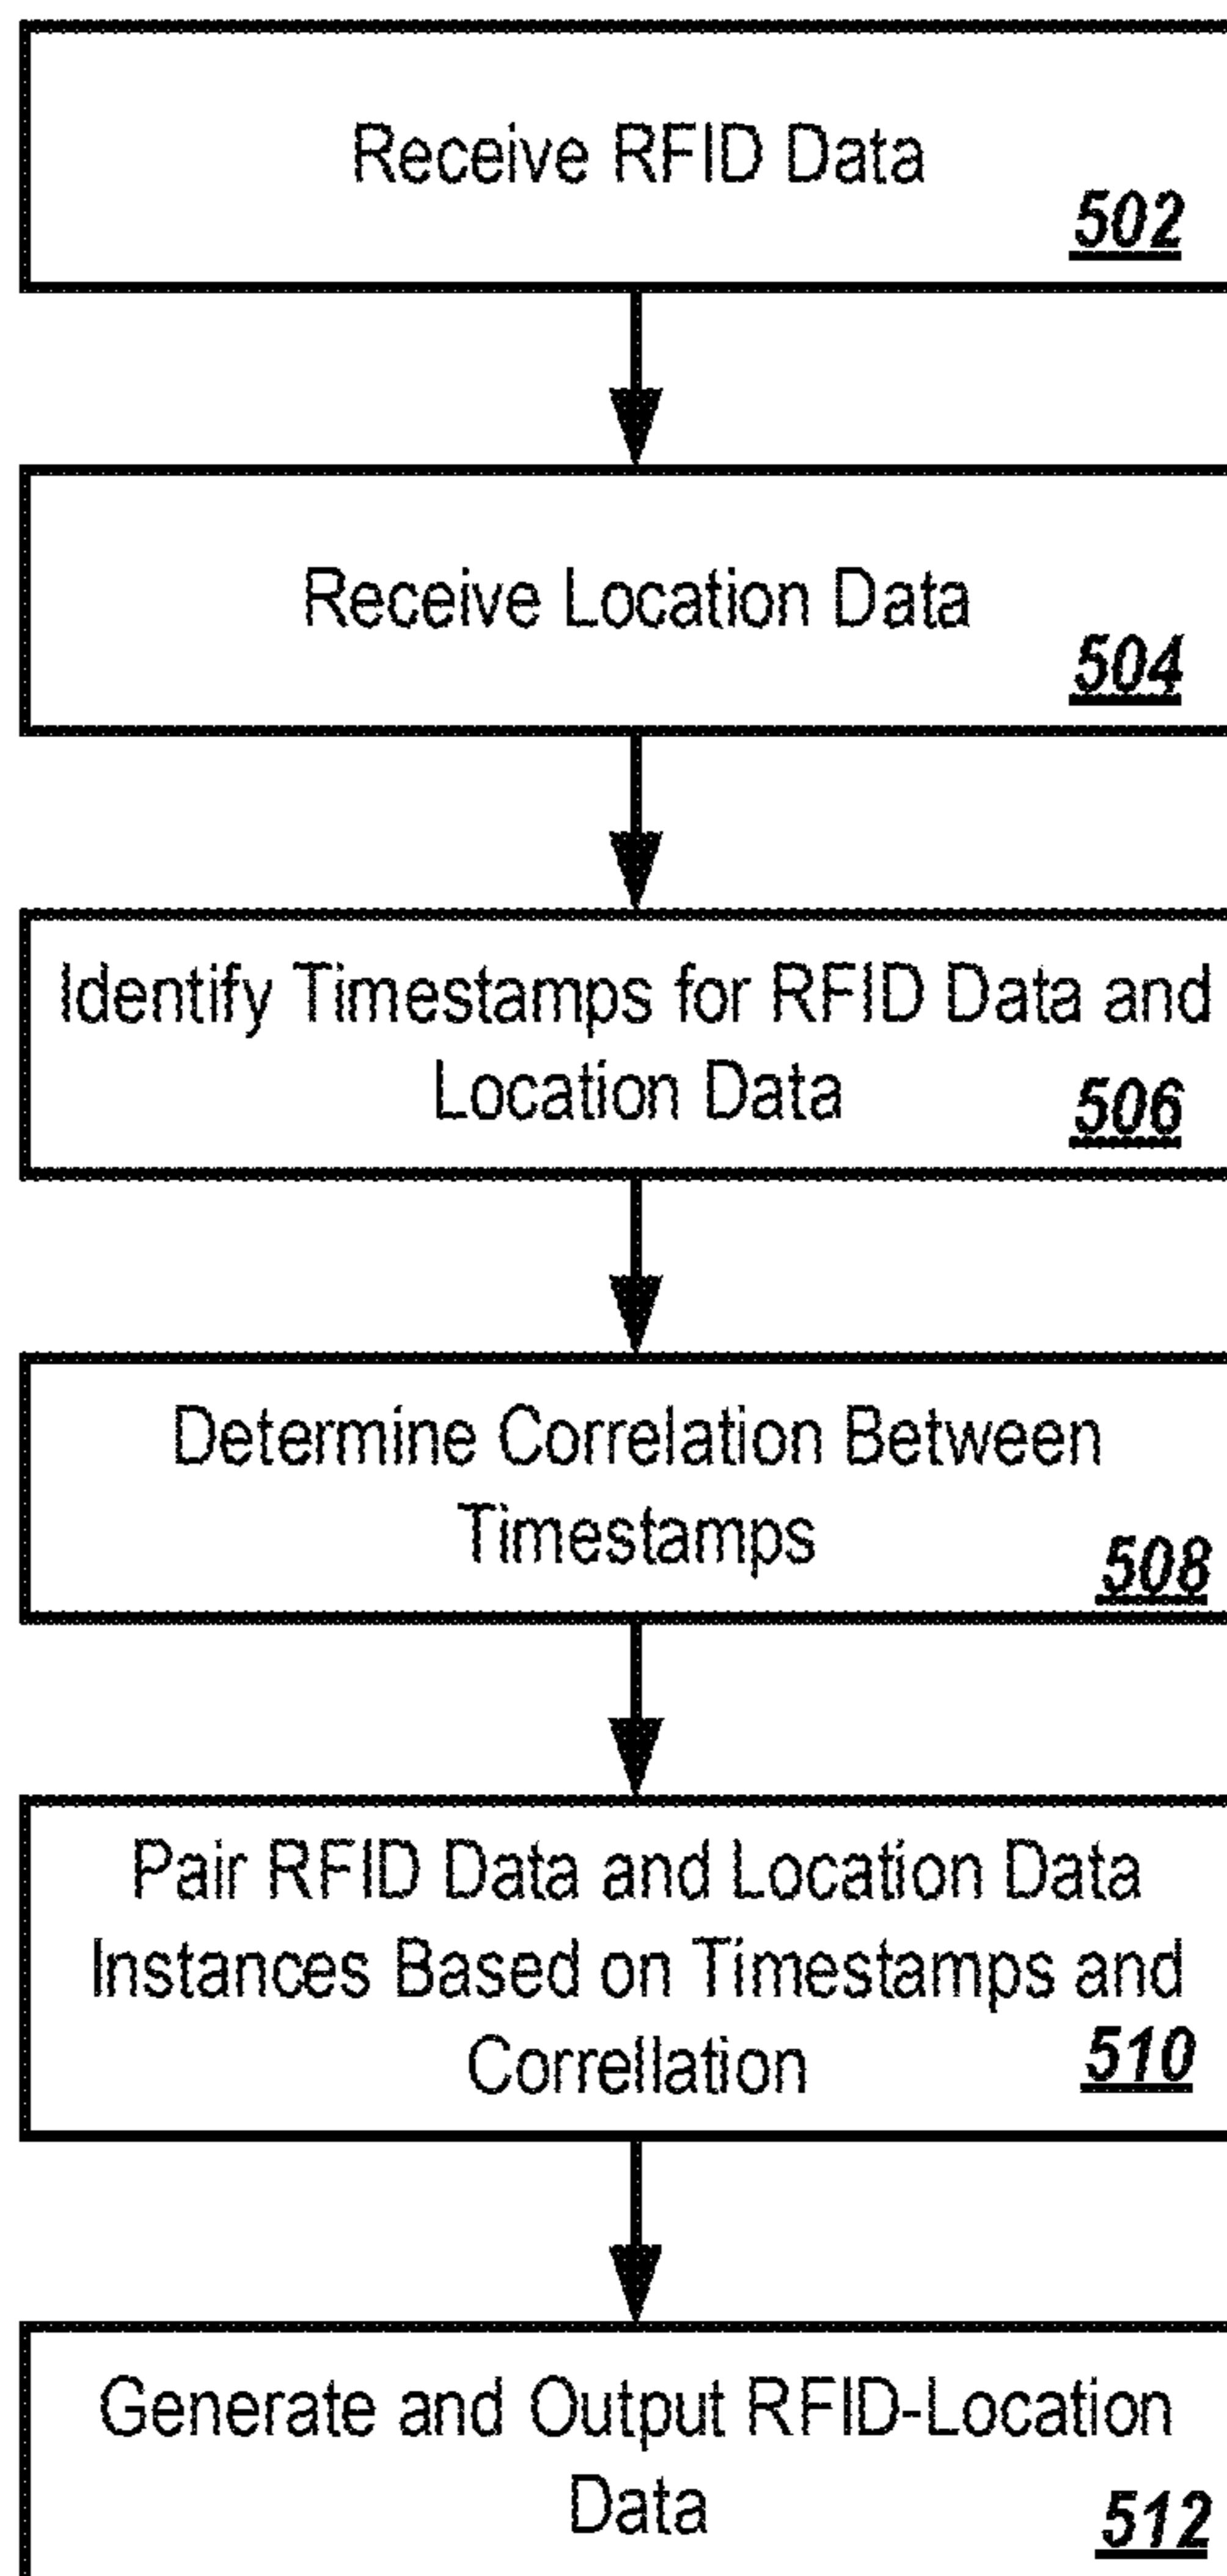 Receive RFID Data
502
Receive Location Data
504
Identify Timestamps for RFID Data and
Location Data
506
Determine Correlation Between
Timestamps
508
Pair RFID Data and Location Data
Instances Based on Timestamps and
Correllation
510
Generate and Output RFID-Location
Data
512